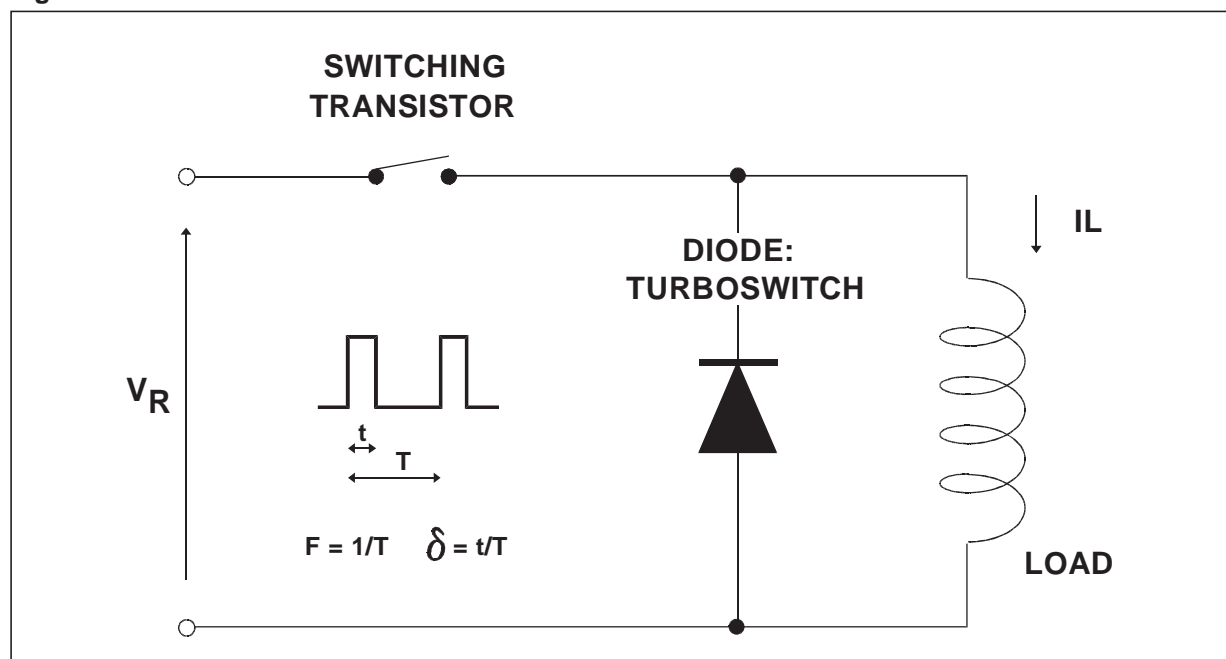 SWITCHING
TRANSISTOR
IL
DIODE:
TURBOSWITCH
VR
t
T
F = 1/T δ = t/T
LOAD